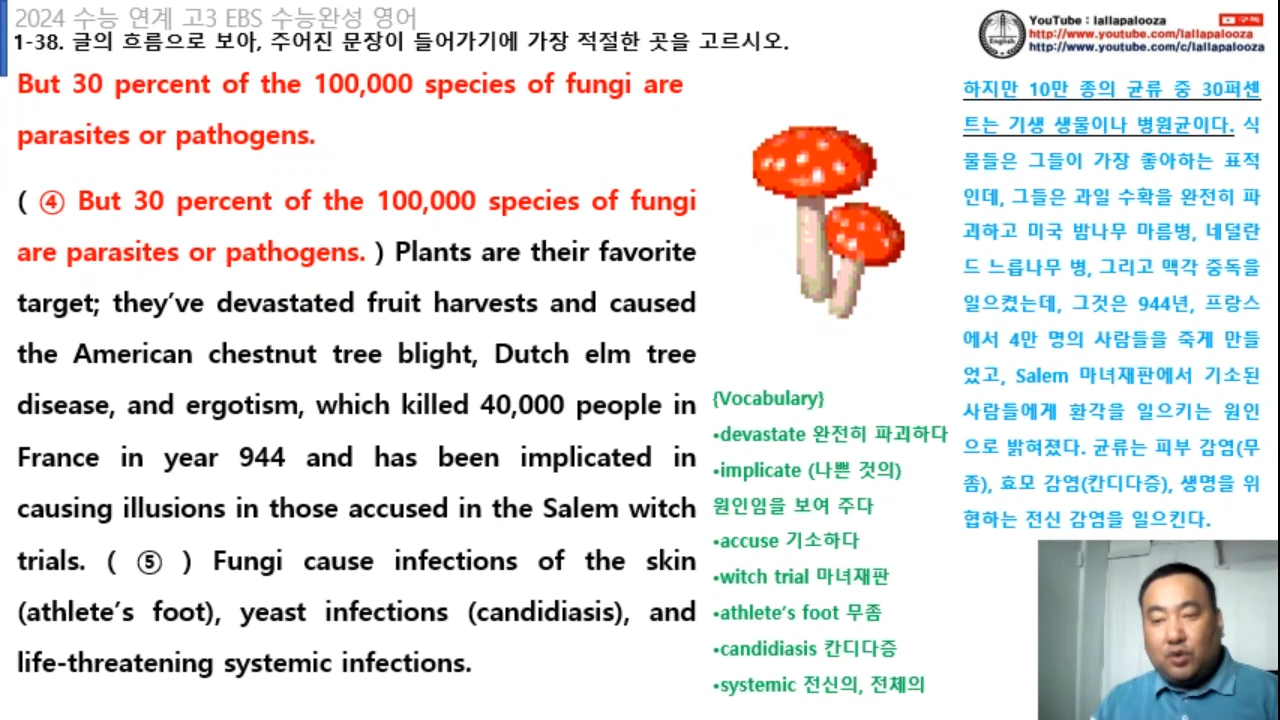 2024 수능 연계 고3 EBS 수능완성 영어
1-38. 글의 흐름으로 보아, 주어진 문장이 들어가기에 가장 적절한 곳을 고르시오.
But 30 percent of the 100,000 species of fungi are
parasites or pathogens.
( ④ But 30 percent of the 100,000 species of fungi
are parasites or pathogens. ) Plants are their favorite
target; they’ve devastated fruit harvests and caused
the American chestnut tree blight, Dutch elm tree
disease, and ergotism, which killed 40,000 people in
France in year 944 and has been implicated in
causing illusions in those accused in the Salem witch
trials. ( ⑤ ) Fungi cause infections of the skin
(athlete’s foot), yeast infections (candidiasis), and
life-threatening systemic infections.
{Vocabulary}
•devastate 완전히 파괴하다
•implicate (나쁜 것의)
원인임을 보여 주다
•accuse 기소하다
•witch trial 마녀재판
•athlete’s foot 무좀
•candidiasis 칸디다증
•systemic 전신의, 전체의
English
YouTube : lallapalooza
구독
http://www.youtube.com/lallapalooza
http://www.youtube.com/c/lallapalooza
하지만 10만 종의 균류 중 30퍼센
트는 기생 생물이나 병원균이다. 식
물들은 그들이 가장 좋아하는 표적
인데, 그들은 과일 수확을 완전히 파
괴하고 미국 밤나무 마름병, 네덜란
드 느릅나무 병, 그리고 맥각 중독을
일으켰는데, 그것은 944년, 프랑스
에서 4만 명의 사람들을 죽게 만들
었고, Salem 마녀재판에서 기소된
사람들에게 환각을 일으키는 원인
으로 밝혀졌다. 균류는 피부 감염(무
좀), 효모 감염(칸디다증), 생명을 위
협하는 전신 감염을 일으킨다.